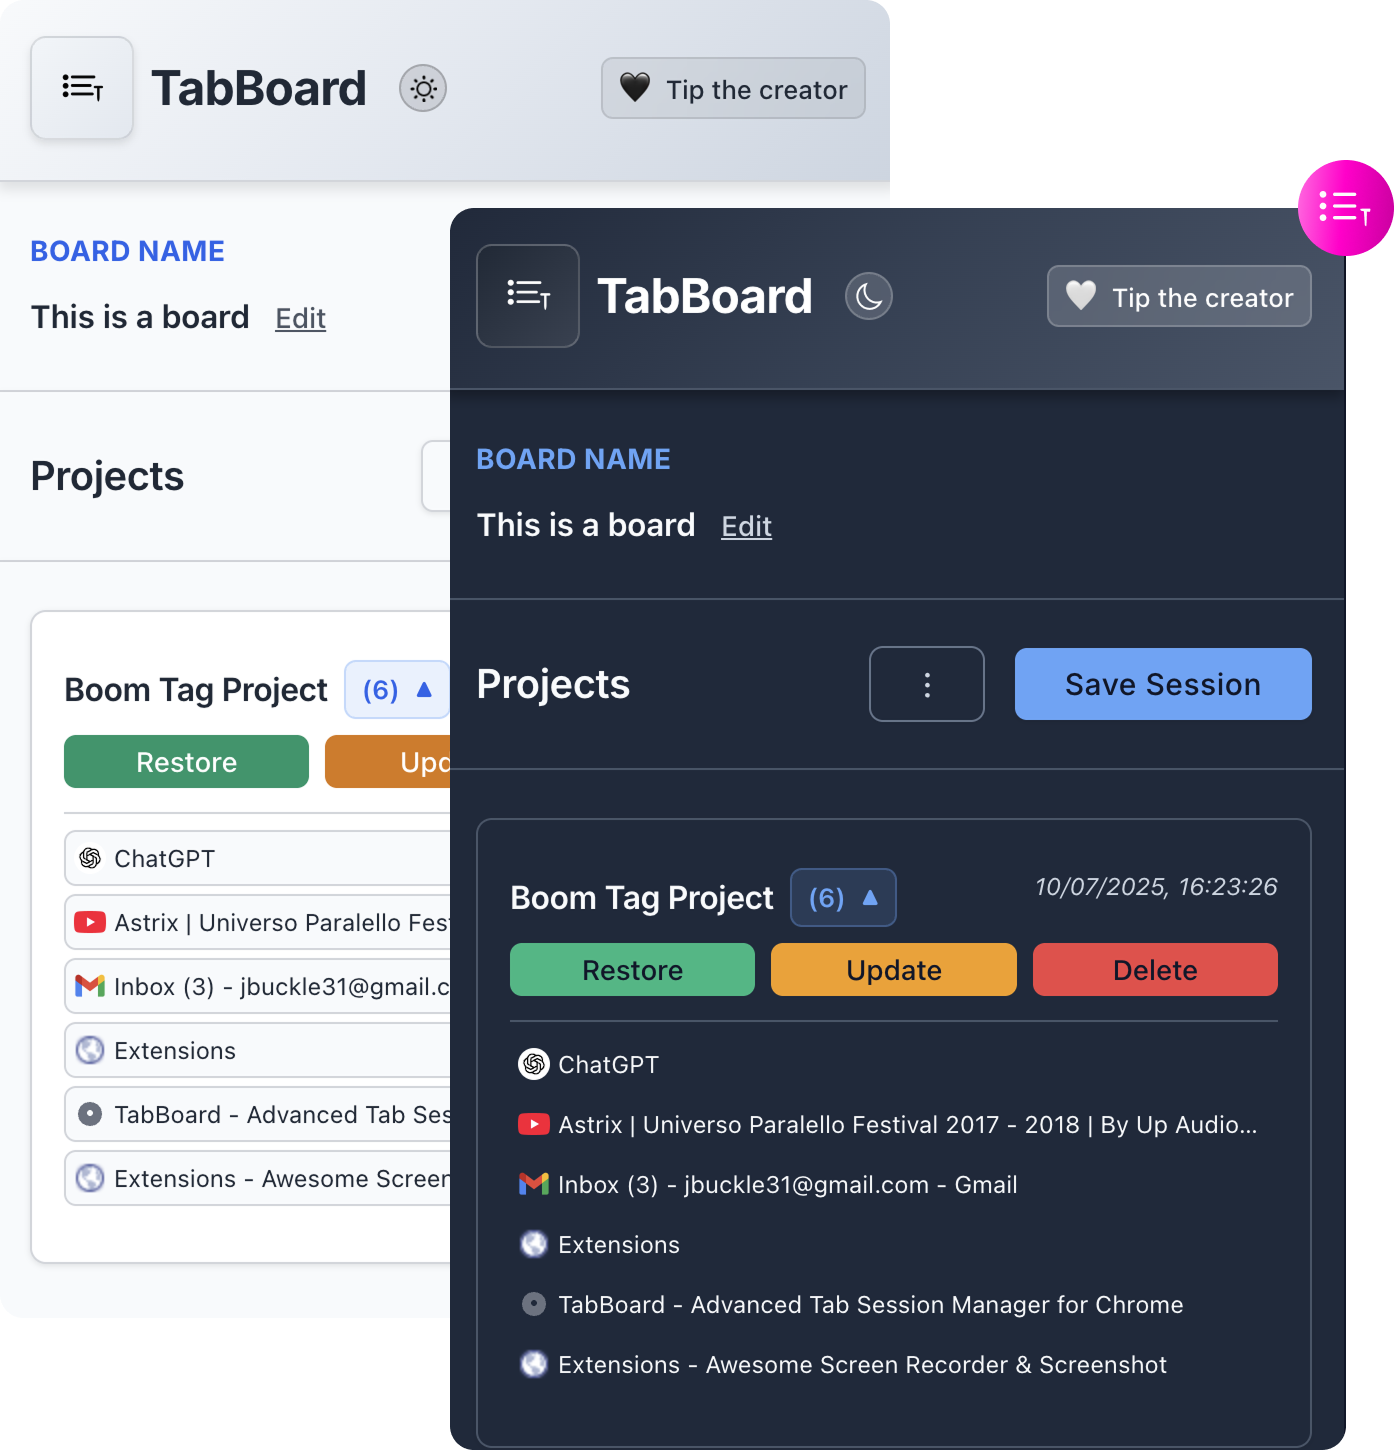 TabBoard
🖤 Tip the creator
BOARD NAME
This is a board Edit
Projects
Boom Tag Project (6) ▲
Restore
ChatGPT
Astrix | Universo Paralello
Inbox (3) - jbuckle31@gmail.c
Extensions
TabBoard - Advanced Tab
Extensions - Awesome
TabBoard
🤍 Tip the creator
BOARD NAME
This is a board Edit
Projects ⋮ Save Session
Boom Tag Project (6) ▲ 10/07/2025, 16:23:26
Restore Update Delete
ChatGPT
Astrix | Universo Paralello Festival 2017 - 2018 | By Up Audio...
Inbox (3) - jbuckle31@gmail.com - Gmail
Extensions
TabBoard - Advanced Tab Session Manager for Chrome
Extensions - Awesome Screen Recorder & Screenshot